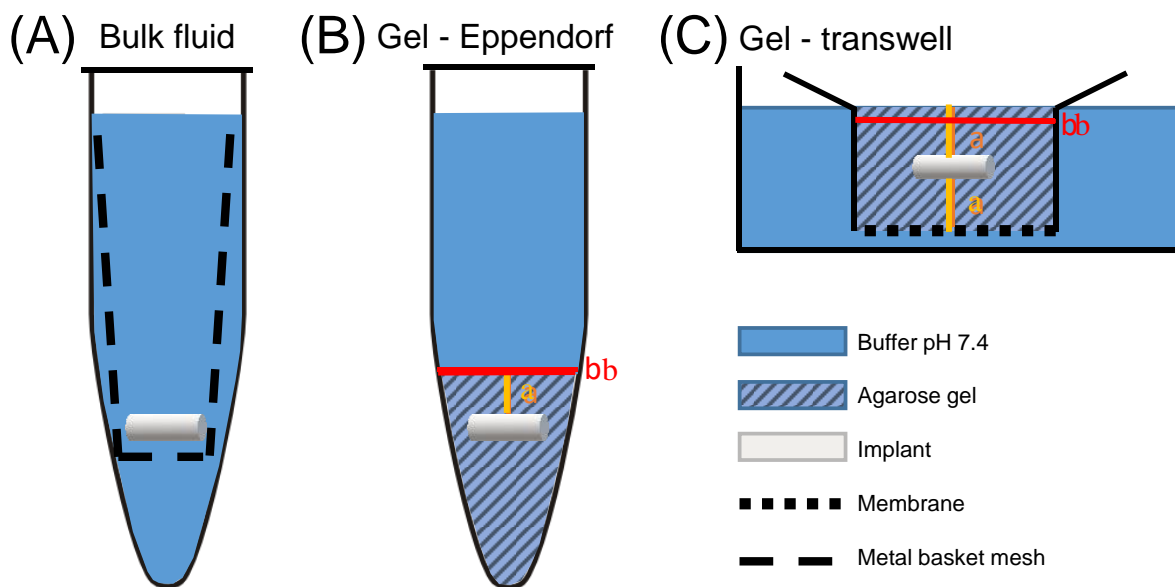 (A) Bulk fluid
(B) Gel - Eppendorf
(C) Gel - transwell
bb
a
a
bb
a
Buffer pH 7.4
Agarose gel
Implant
Membrane
Metal basket mesh